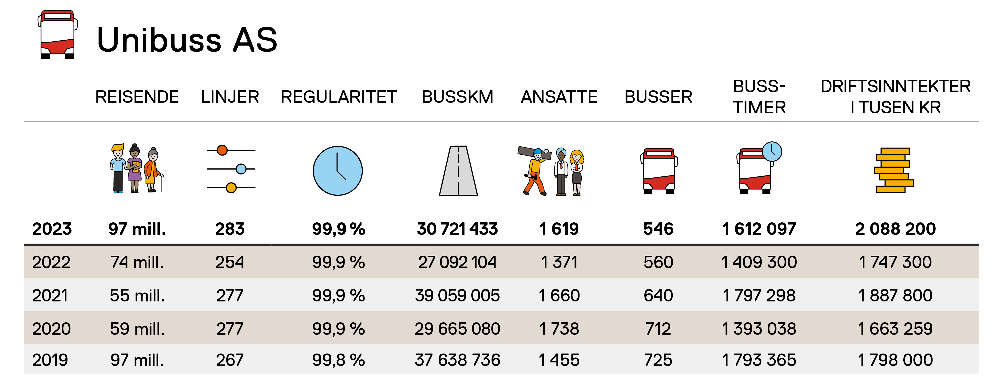 Unibuss AS
REISENDE LINJER REGULARITET BUSSKM ANSATTE BUSSER BUSS-TIMER DRIFTSINNTEKTER I TUSEN KR
2023 97 mill. 283 99,9 % 30 721 433 1 619 546 1 612 097 2 088 200
2022 74 mill. 254 99,9 % 27 092 104 1 371 560 1 409 300 1 747 300
2021 55 mill. 277 99,9 % 39 059 005 1 660 640 1 797 298 1 887 800
2020 59 mill. 277 99,9 % 29 665 080 1 738 712 1 393 038 1 663 259
2019 97 mill. 267 99,8 % 37 638 736 1 455 725 1 793 365 1 798 000